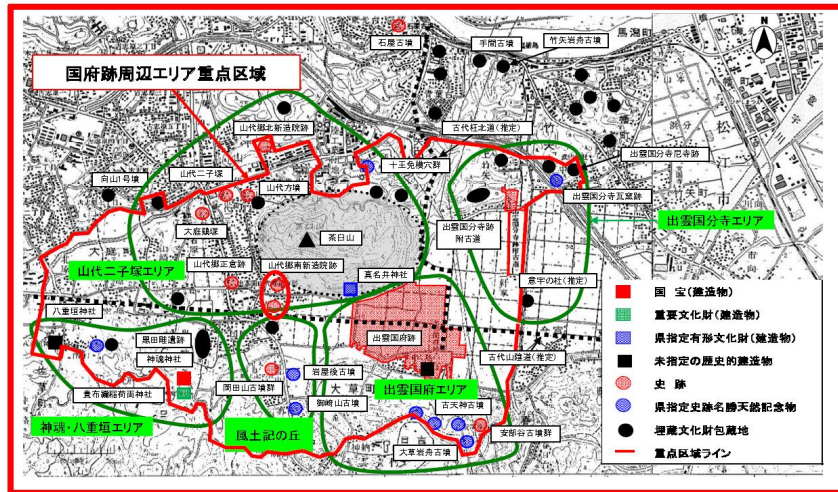 石屋古墳
手間古墳
竹矢岩舟古墳
馬潟町
N
国府跡周辺エリア重点区域
山代郷北新造院跡
古代枉北道(推定)
松江市
向山1号墳
山代二子塚
山代方墳
十王免横穴群
出雲国分寺尼寺跡
出雲国分寺瓦窯跡
大庭鶏塚
茶臼山
出雲国分寺跡
附古道
出雲国分寺エリア
山代二子塚エリア
山代郷正倉跡
山代郷南新造院跡
真名井神社
意宇の杜(推定)
八重垣神社
黒田畦遺跡
神魂神社
出雲国府跡
古代山陰道(推定)
貴布禰稲荷両神社
岡田山古墳群
岩屋後古墳
大草町
出雲国府エリア
御崎山古墳
古天神古墳
神魂・八重垣エリア
風土記の丘
大草岩舟古墳
安部谷古墳群
国 宝(建造物)
重要文化財(建造物)
県指定有形文化財(建造物)
未指定の歴史的建造物
史 跡
県指定史跡名勝天然記念物
埋蔵文化財包蔵地
重点区域ライン